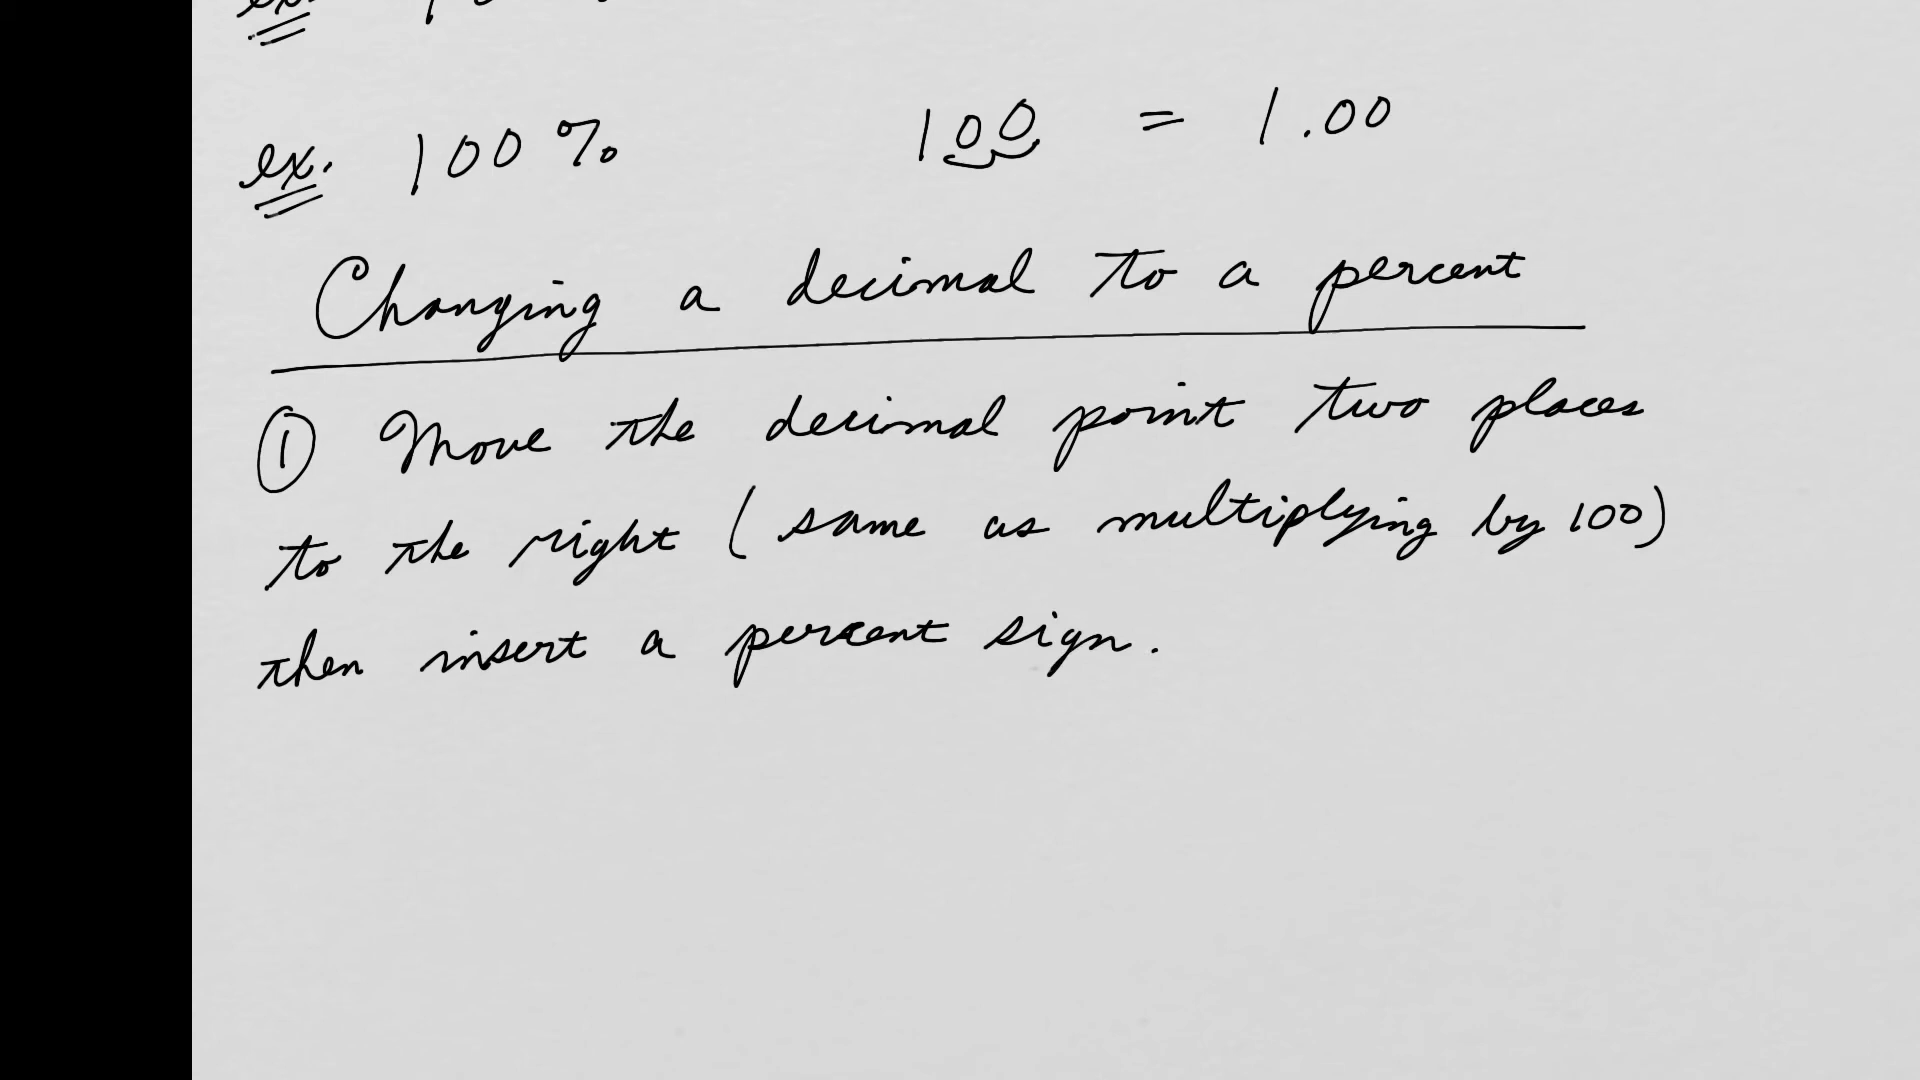 ex.
ex. 100% 100 = 1.00
Changing a decimal to a percent
① Move the decimal point two places
to the right (same as multiplying by 100)
then insert a percent sign.